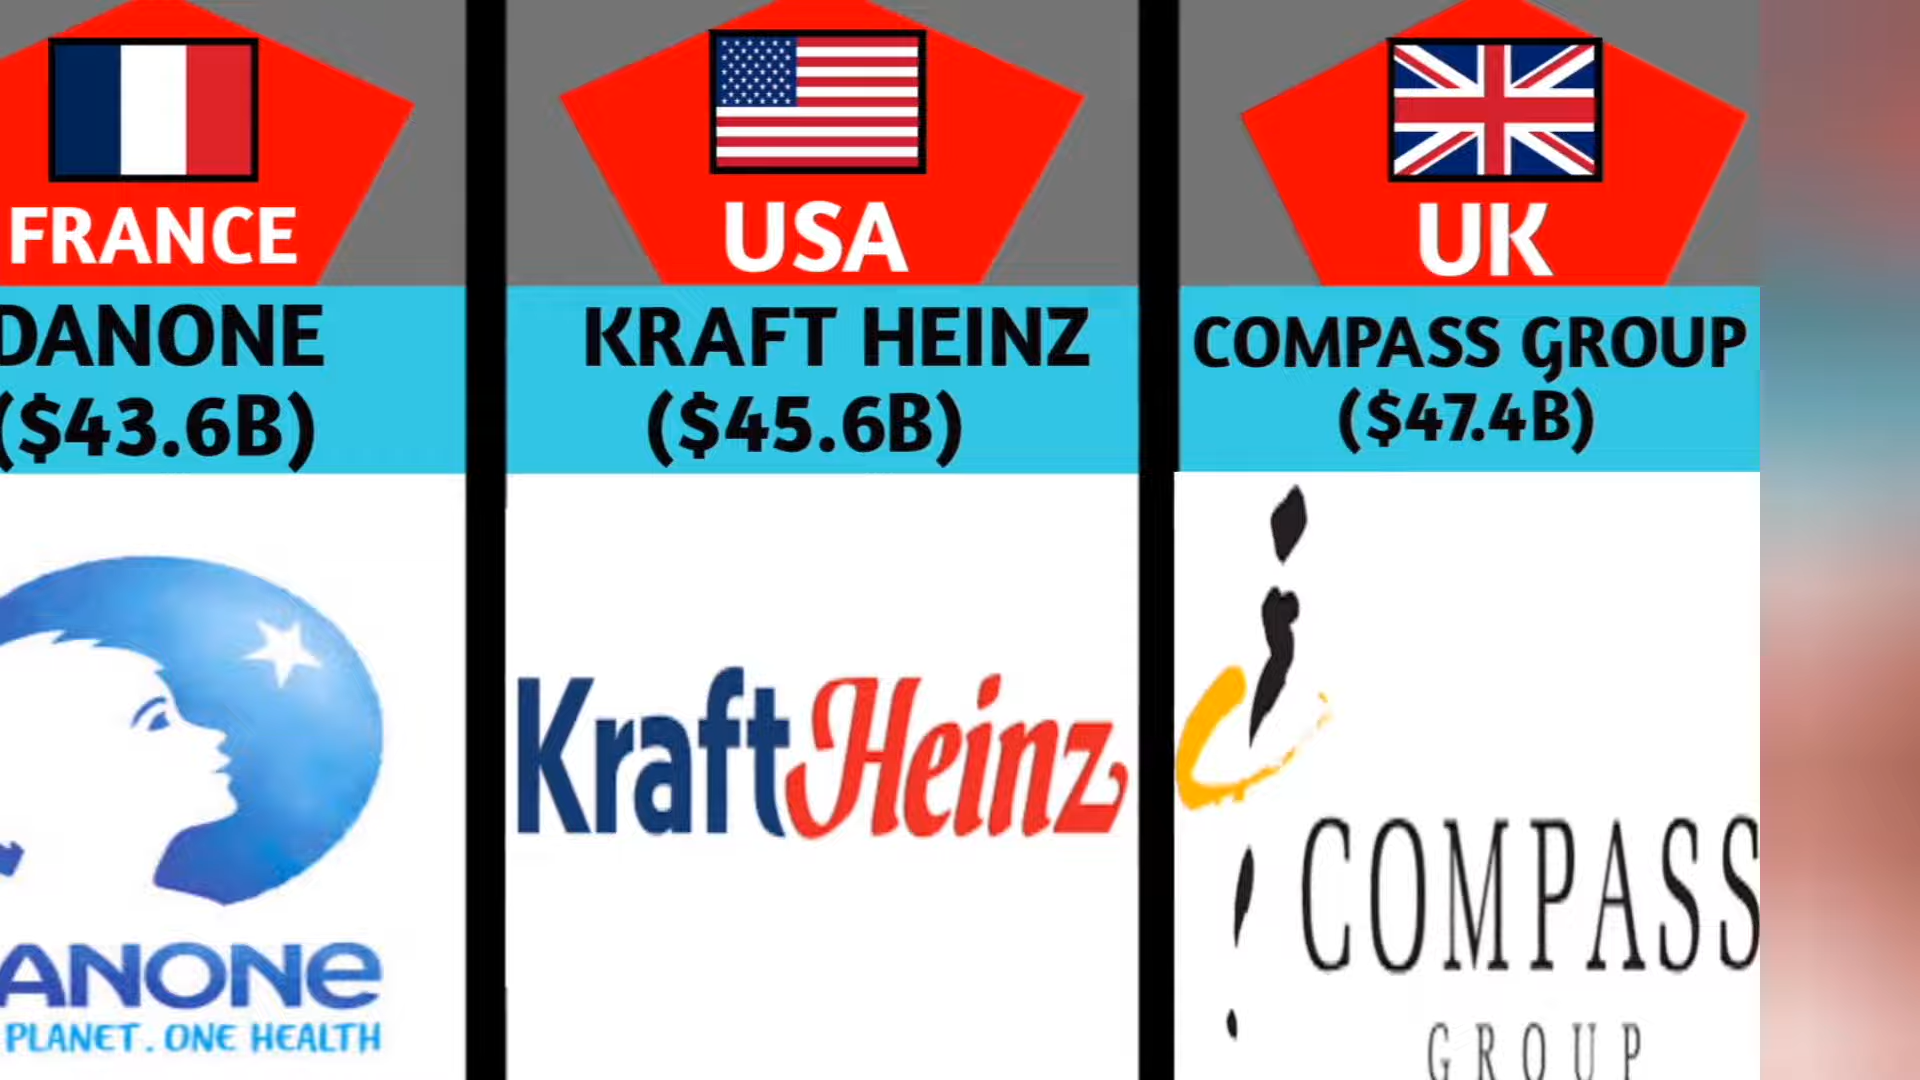 FRANCE
DANONE
($43.6B)
ANONE
PLANET. ONE HEALTH
USA
KRAFT HEINZ
($45.6B)
KraftHeinz
UK
COMPASS GROUP
($47.4B)
COMPASS
GROUP